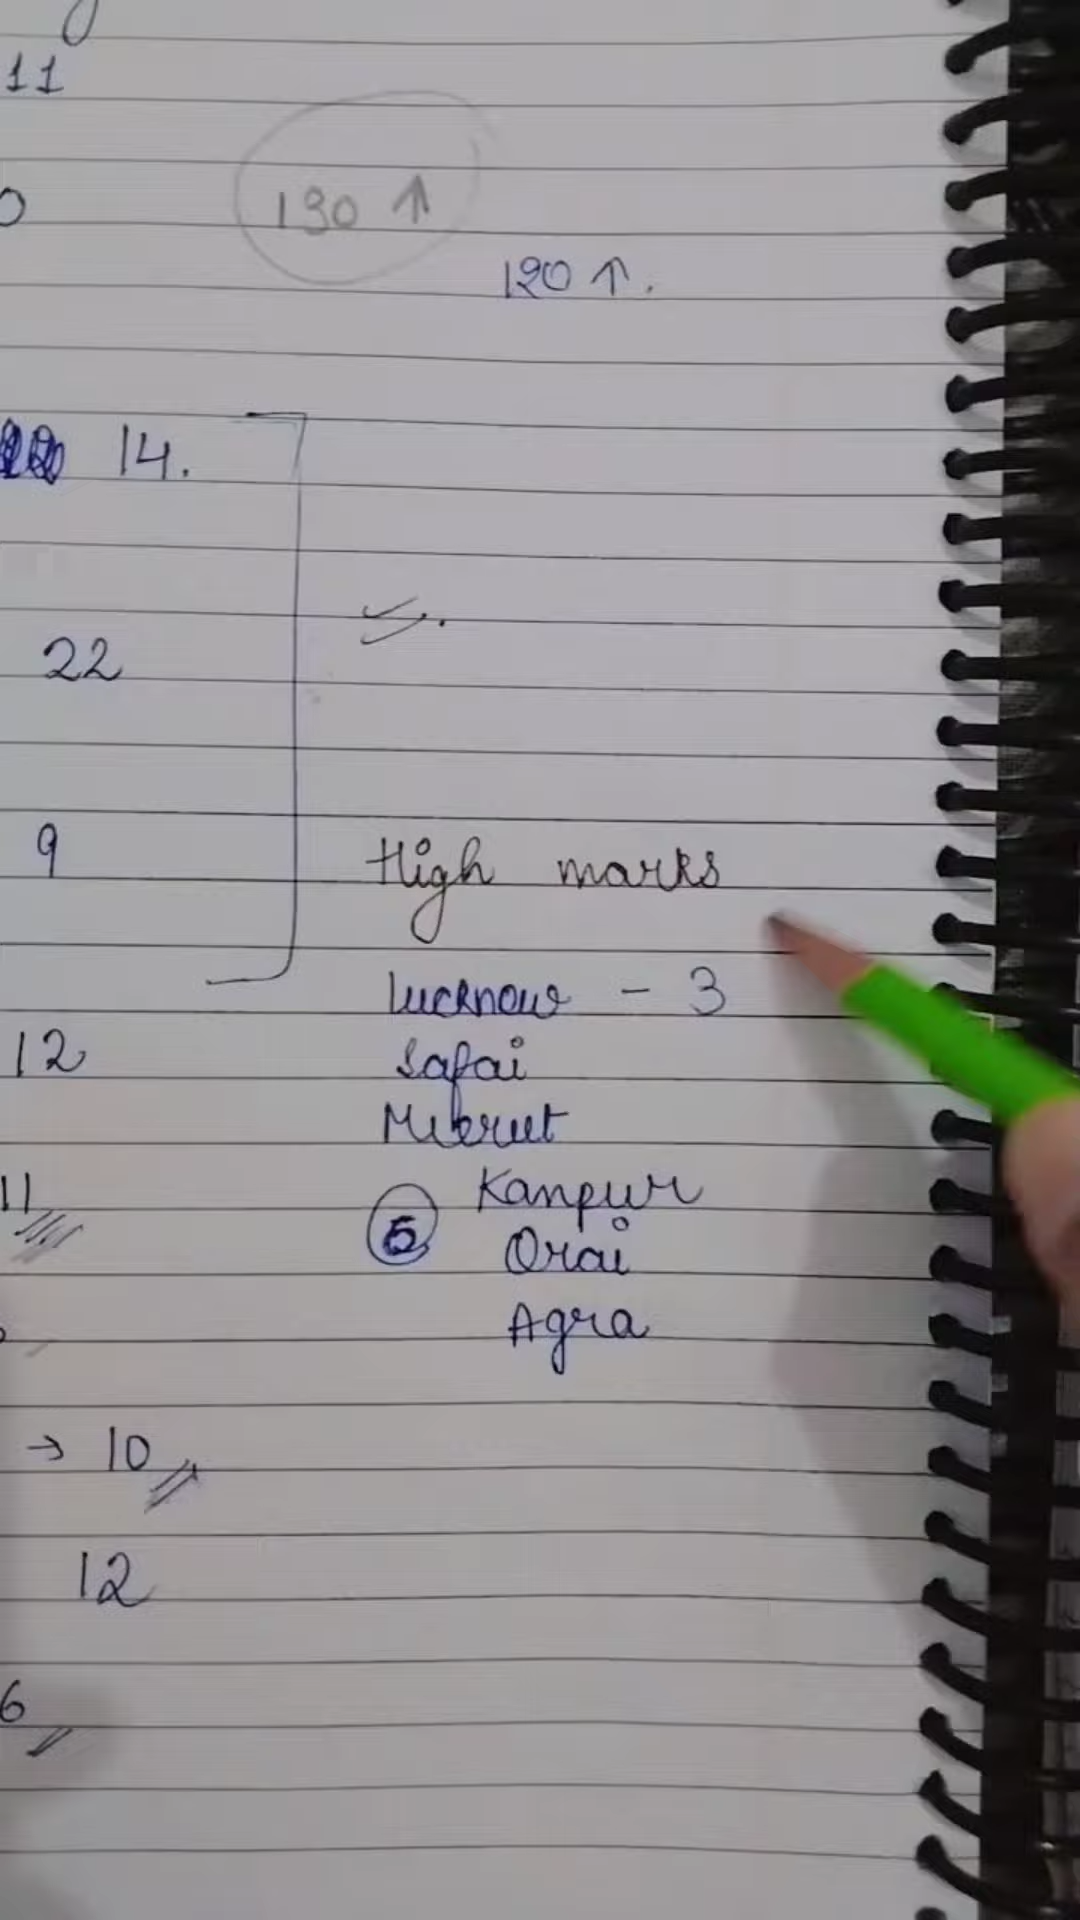 11
130 ↑
120 ↑.
14.
22
9
High marks
Lucknow - 3
Safai
Meerut
Kanpur
5
Orai
Agra
12
11
→ 10
12
6